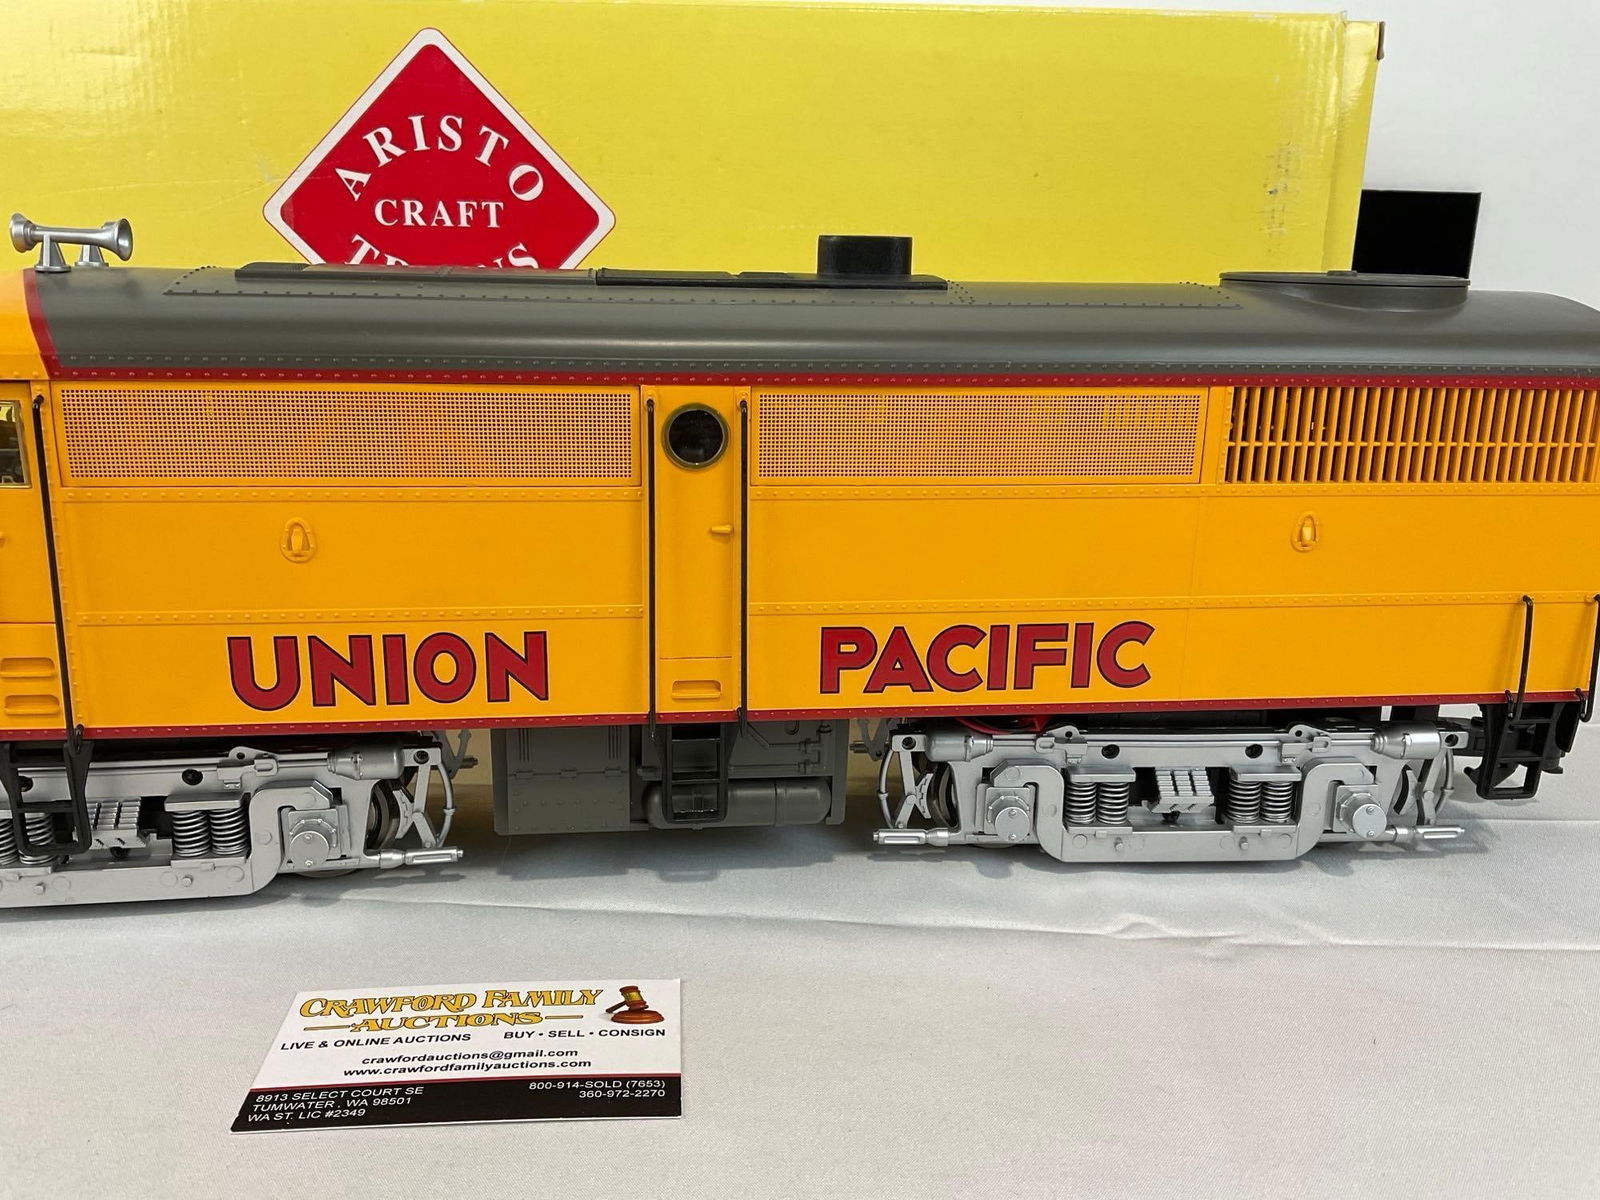 ARISTO
CRAFT
TRAINS
UNION PACIFIC
CRAWFORD FAMILY
AUCTIONS
LIVE & ONLINE AUCTIONS BUY • SELL • CONSIGN
crawfordauctions@gmail.com
www.crawfordfamilyauctions.com
8913 SELECT COURT SE 800-914-SOLD (7653)
TUMWATER, WA 98501 360-972-2270
WA ST. LIC #2349